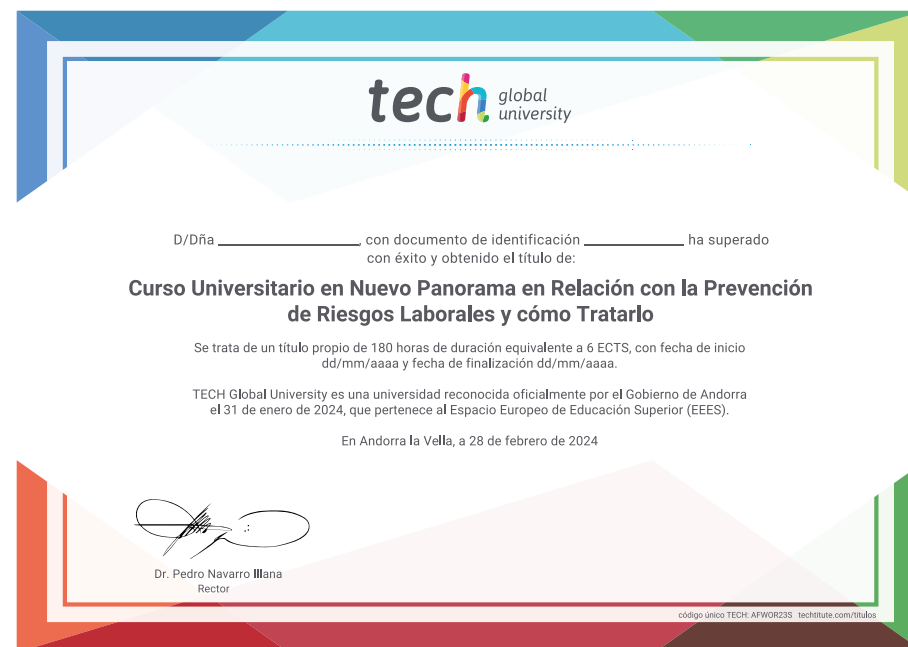 tech global university
D/Dña ____________, con documento de identificación ____________ ha superado
con éxito y obtenido el título de:
Curso Universitario en Nuevo Panorama en Relación con la Prevención
de Riesgos Laborales y cómo Tratarlo
Se trata de un título propio de 180 horas de duración equivalente a 6 ECTS, con fecha de inicio
dd/mm/aaaa y fecha de finalización dd/mm/aaaa.
TECH Global University es una universidad reconocida oficialmente por el Gobierno de Andorra
el 31 de enero de 2024, que pertenece al Espacio Europeo de Educación Superior (EEES).
En Andorra la Vella, a 28 de febrero de 2024
Dr. Pedro Navarro Illana
Rector
código único TECH: AFWOR23S techtitute.com/titulos